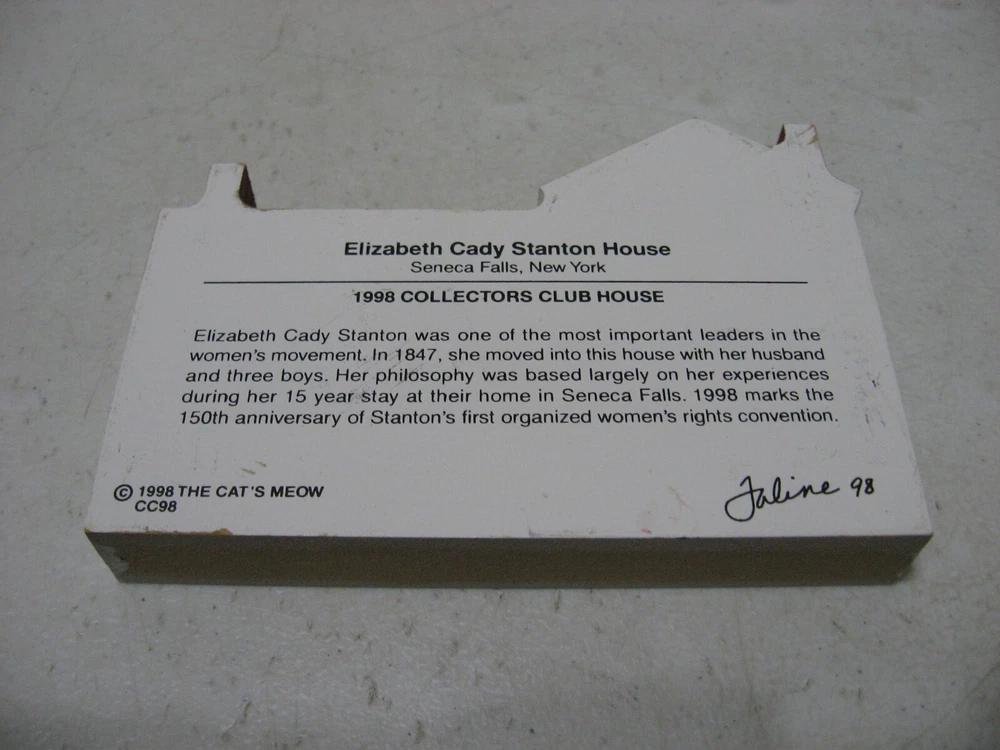 Elizabeth Cady Stanton House
Seneca Falls, New York
1998 COLLECTORS CLUB HOUSE
Elizabeth Cady Stanton was one of the most important leaders in the
women's movement. In 1847, she moved into this house with her husband
and three boys. Her philosophy was based largely on her experiences
during her 15 year stay at their home in Seneca Falls. 1998 marks the
150th anniversary of Stanton's first organized women's rights convention.
© 1998 THE CAT'S MEOW
CC98
Faline 98